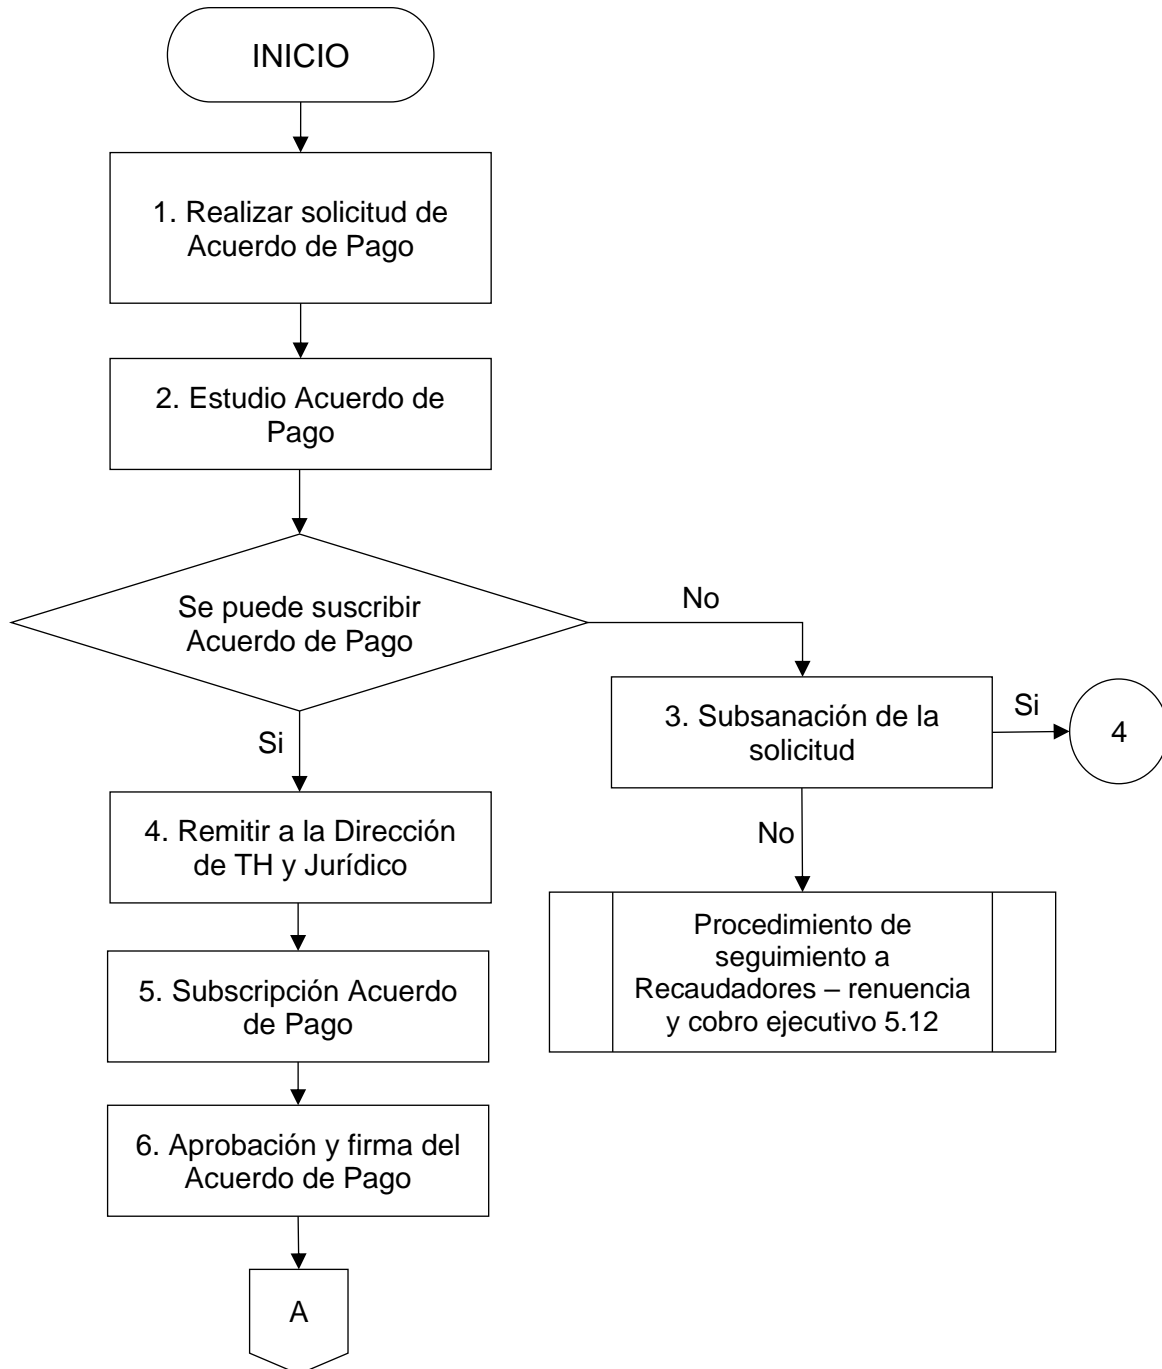 INICIO
1. Realizar solicitud de
Acuerdo de Pago
2. Estudio Acuerdo de
Pago
Se puede suscribir
Acuerdo de Pago
No
3. Subsanación de la
solicitud
Si
4
Si
No
4. Remitir a la Dirección
de TH y Jurídico
Procedimiento de
seguimiento a
Recaudadores – renuencia
y cobro ejecutivo 5.12
5. Subscripción Acuerdo
de Pago
6. Aprobación y firma del
Acuerdo de Pago
A